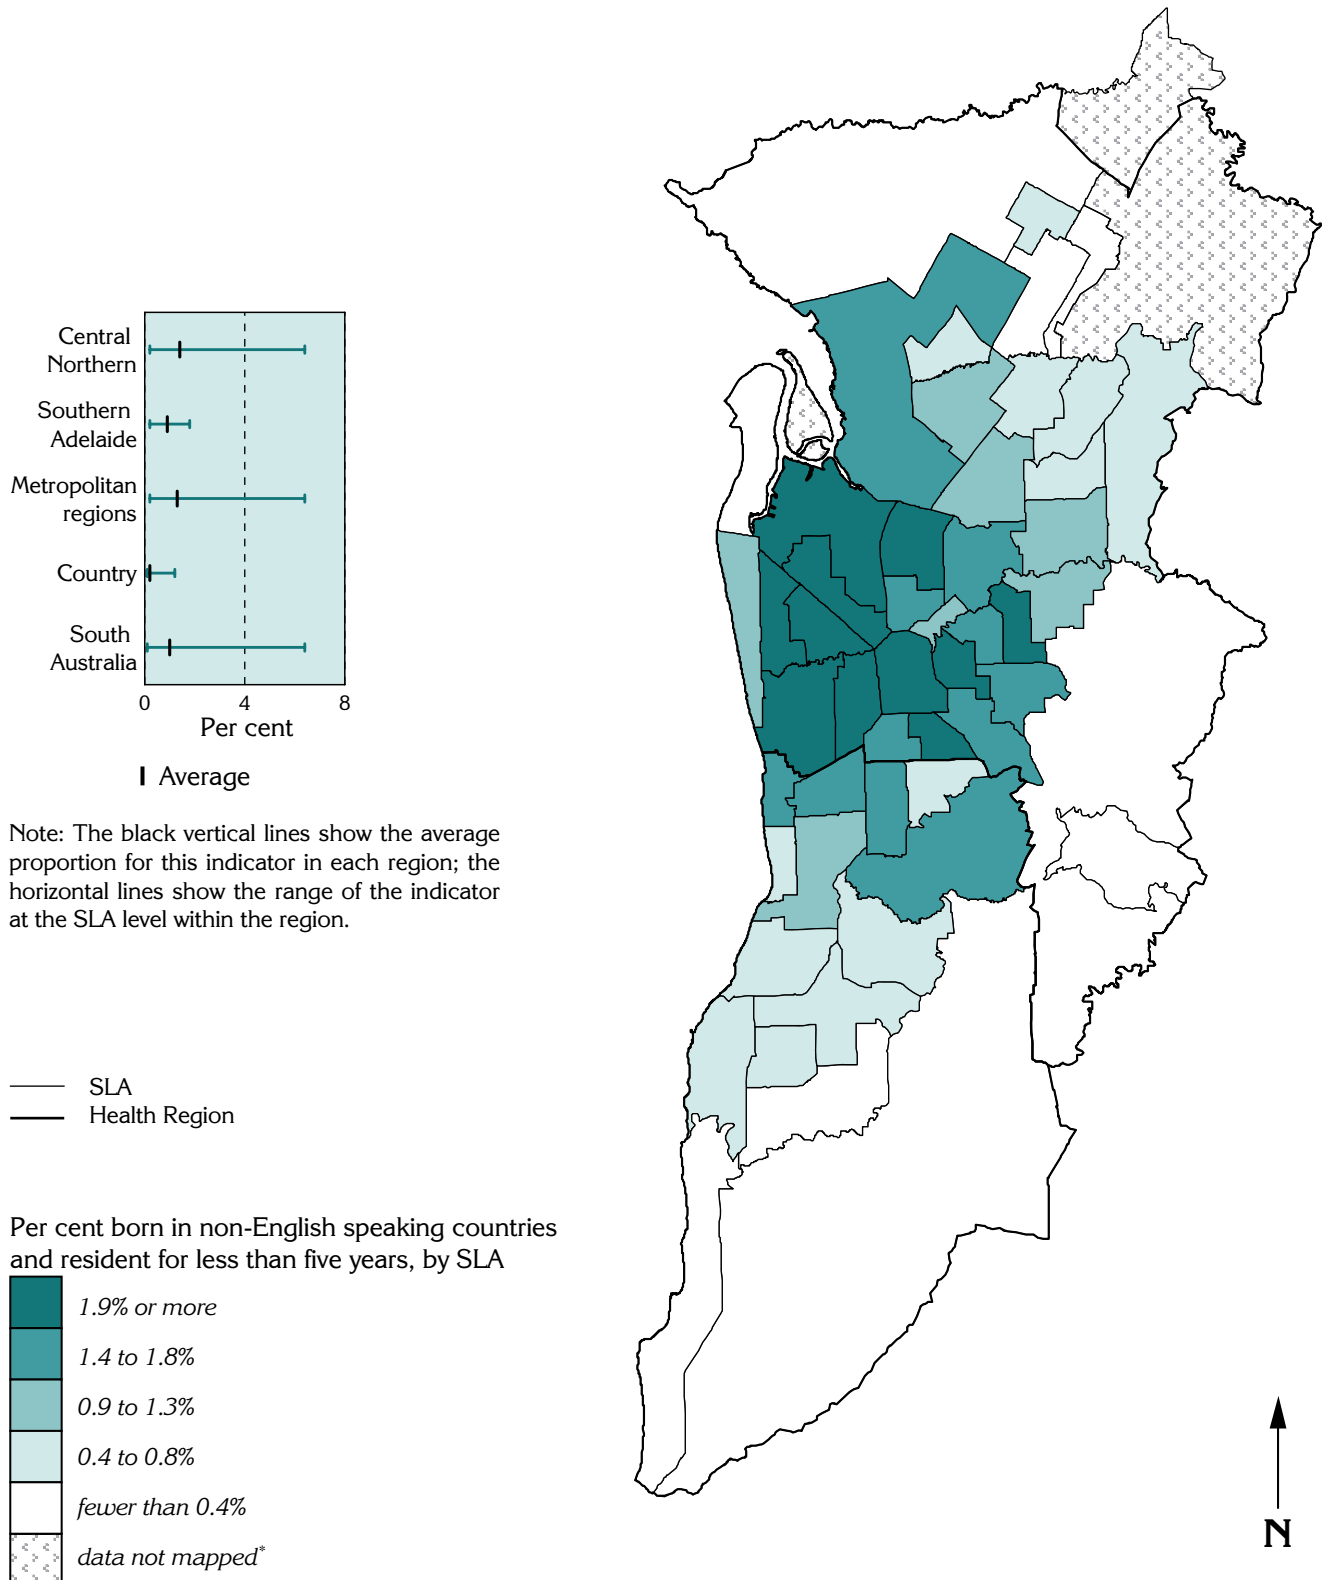 Central
Northern
Southern
Adelaide
Metropolitan
regions
Country
South
Australia
0 4 8
Per cent
Average
Note: The black vertical lines show the average
proportion for this indicator in each region; the
horizontal lines show the range of the indicator
at the SLA level within the region.
SLA
Health Region
Per cent born in non-English speaking countries
and resident for less than five years, by SLA
1.9% or more
1.4 to 1.8%
0.9 to 1.3%
0.4 to 0.8%
fewer than 0.4%
data not mapped*
N